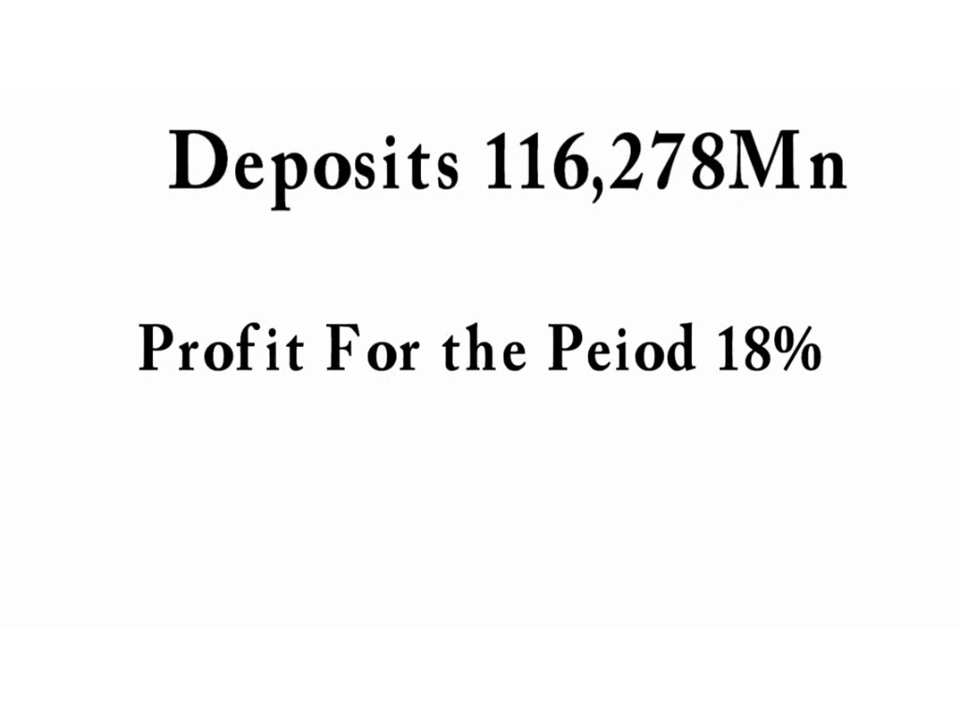 Deposits 116,278Mn
Profit For the Peiod 18%